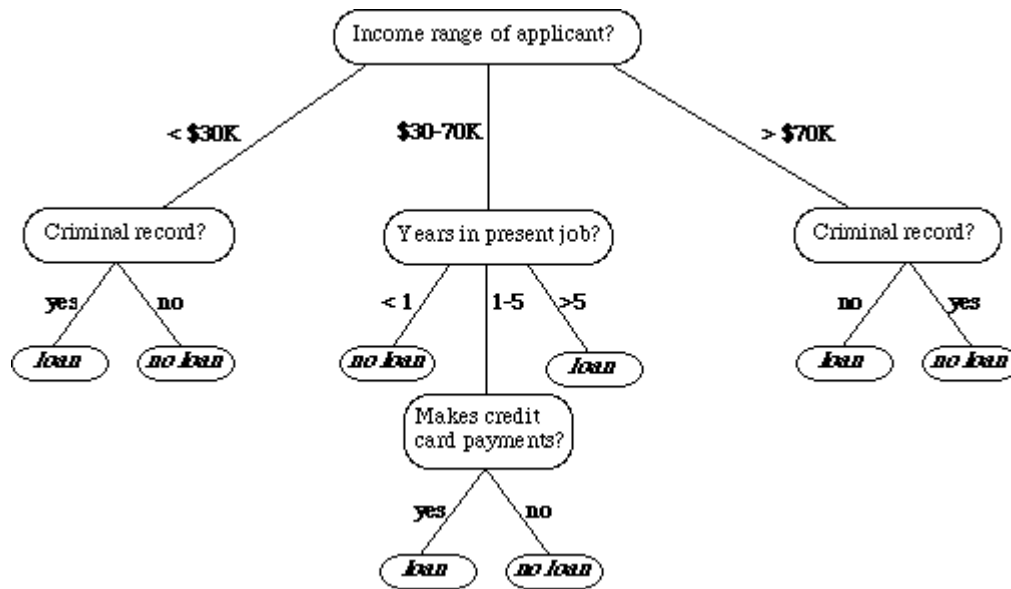 Income range of applicant?
< $30K
$30-70K
> $70K
Criminal record?
Years in present job?
Criminal record?
yes
no
< 1
1-5
>5
no
yes
loan
no loan
no loan
loan
loan
no loan
Makes credit
card payments?
yes
no
loan
no loan